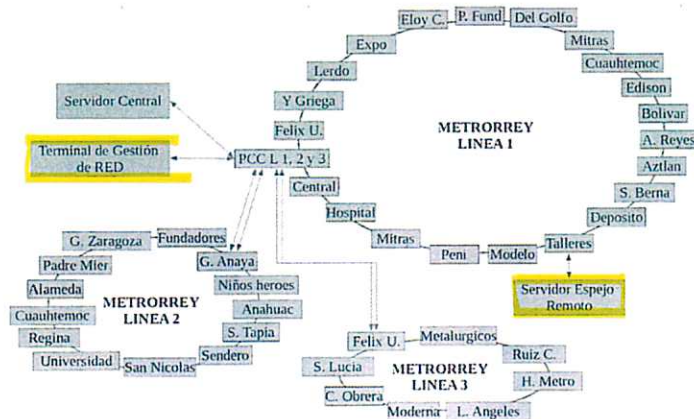 Eloy C.
P. Fund
Del Golfo
Expo
Mitras
Lerdo
Cuauhtemoc
Edison
Servidor Central
Y Griega
Bolivar
Felix U.
METRORREY
LINEA 1
A. Reyes
Terminal de Gestión
de RED
PCC L 1, 2 y 3
Aztlan
Central
S. Berna
Hospital
Deposito
Mitras
Peni
Modelo
Talleres
G. Zaragoza
Fundadores
G. Anaya
Padre Mier
Niños heroes
Alameda
METRORREY
LINEA 2
Anahuac
Cuauhtemoc
S. Tapia
Regina
Sendero
Universidad
San Nicolas
Servidor Espejo
Remoto
Felix U.
Metalurgicos
Ruiz C.
S. Lucia
METRORREY
LINEA 3
H. Metro
C. Obrera
Moderna
L. Angeles